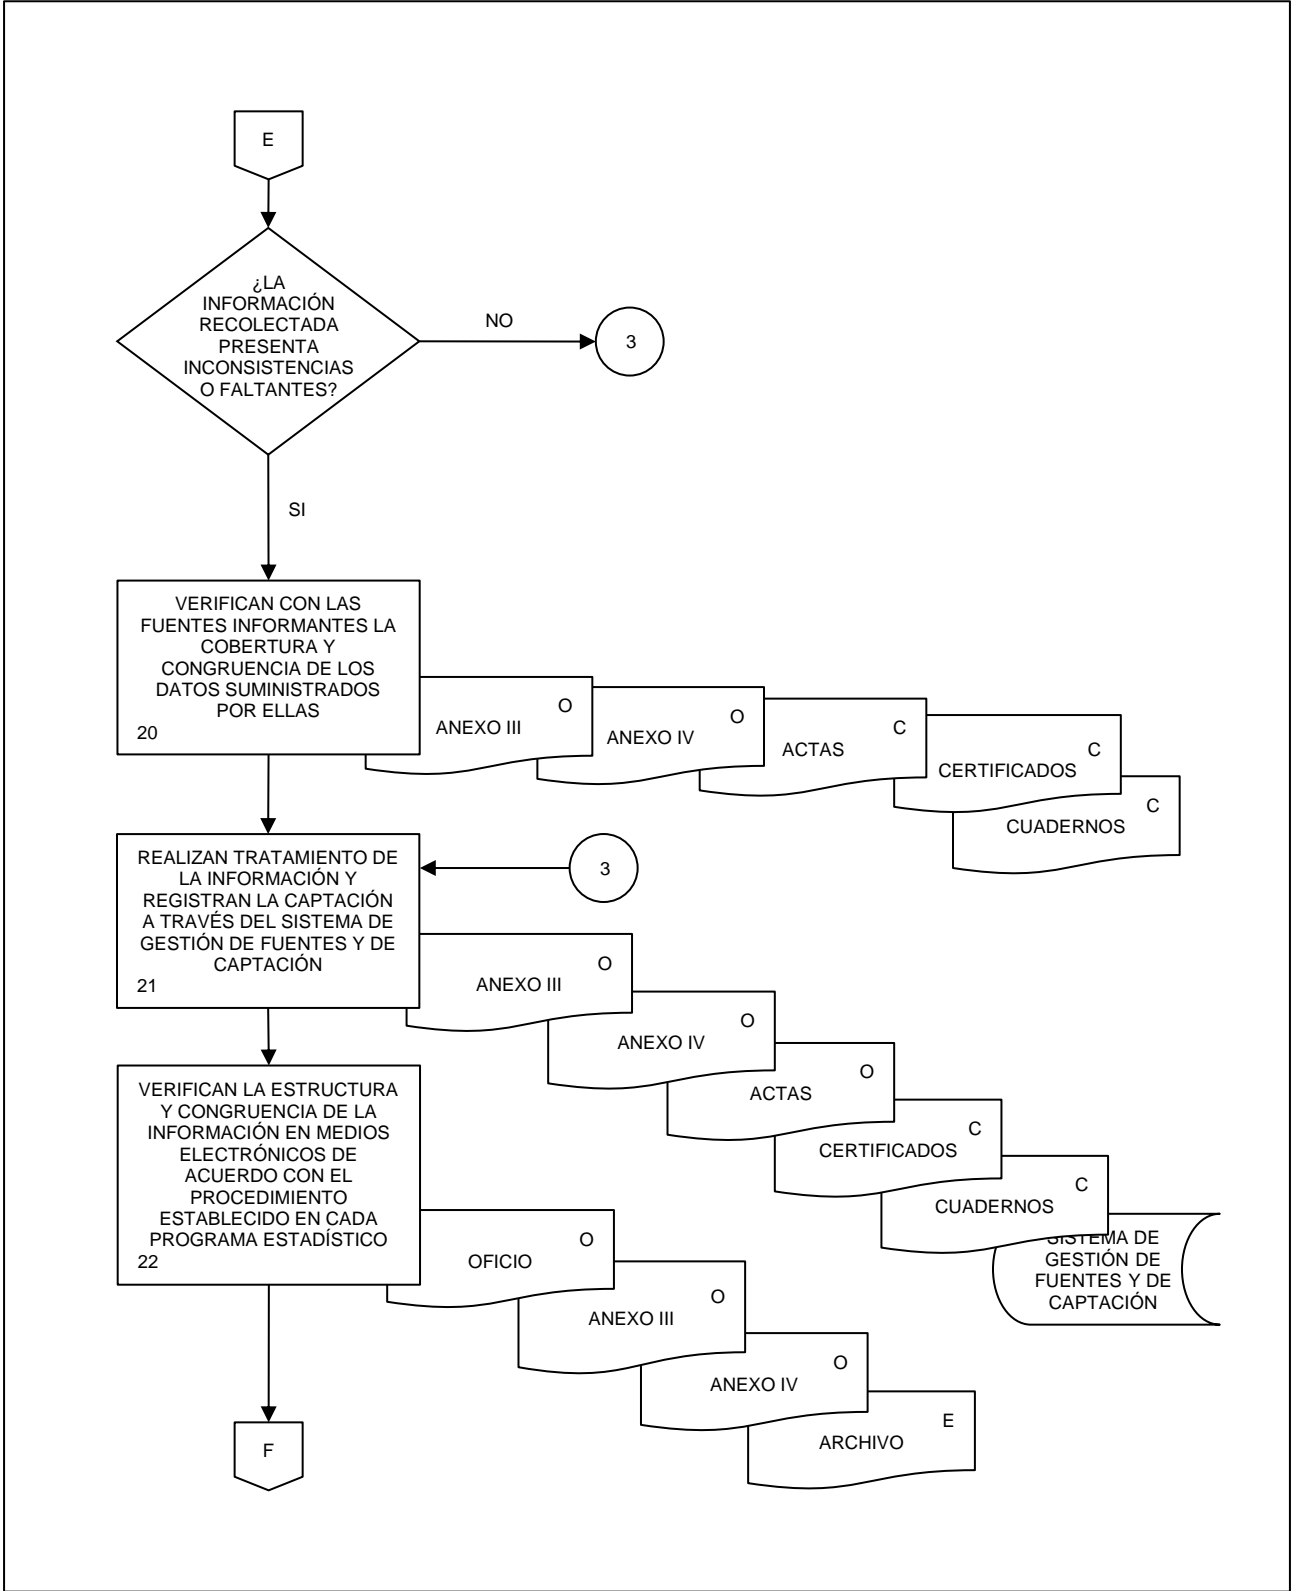 E
¿LA
INFORMACIÓN
RECOLECTADA
PRESENTA
INCONSISTENCIAS
O FALTANTES?
NO
3
SI
VERIFICAN CON LAS
FUENTES INFORMANTES LA
COBERTURA Y
CONGRUENCIA DE LOS
DATOS SUMINISTRADOS
POR ELLAS
20
O
ANEXO III
O
ANEXO IV
C
ACTAS
C
CERTIFICADOS
C
CUADERNOS
REALIZAN TRATAMIENTO DE
LA INFORMACIÓN Y
REGISTRAN LA CAPTACIÓN
A TRAVÉS DEL SISTEMA DE
GESTIÓN DE FUENTES Y DE
CAPTACIÓN
21
3
O
ANEXO III
O
ANEXO IV
O
ACTAS
C
CERTIFICADOS
C
CUADERNOS
SISTEMA DE
GESTIÓN DE
FUENTES Y DE
CAPTACIÓN
VERIFICAN LA ESTRUCTURA
Y CONGRUENCIA DE LA
INFORMACIÓN EN MEDIOS
ELECTRÓNICOS DE
ACUERDO CON EL
PROCEDIMIENTO
ESTABLECIDO EN CADA
PROGRAMA ESTADÍSTICO
22
O
OFICIO
O
ANEXO III
O
ANEXO IV
E
ARCHIVO
F